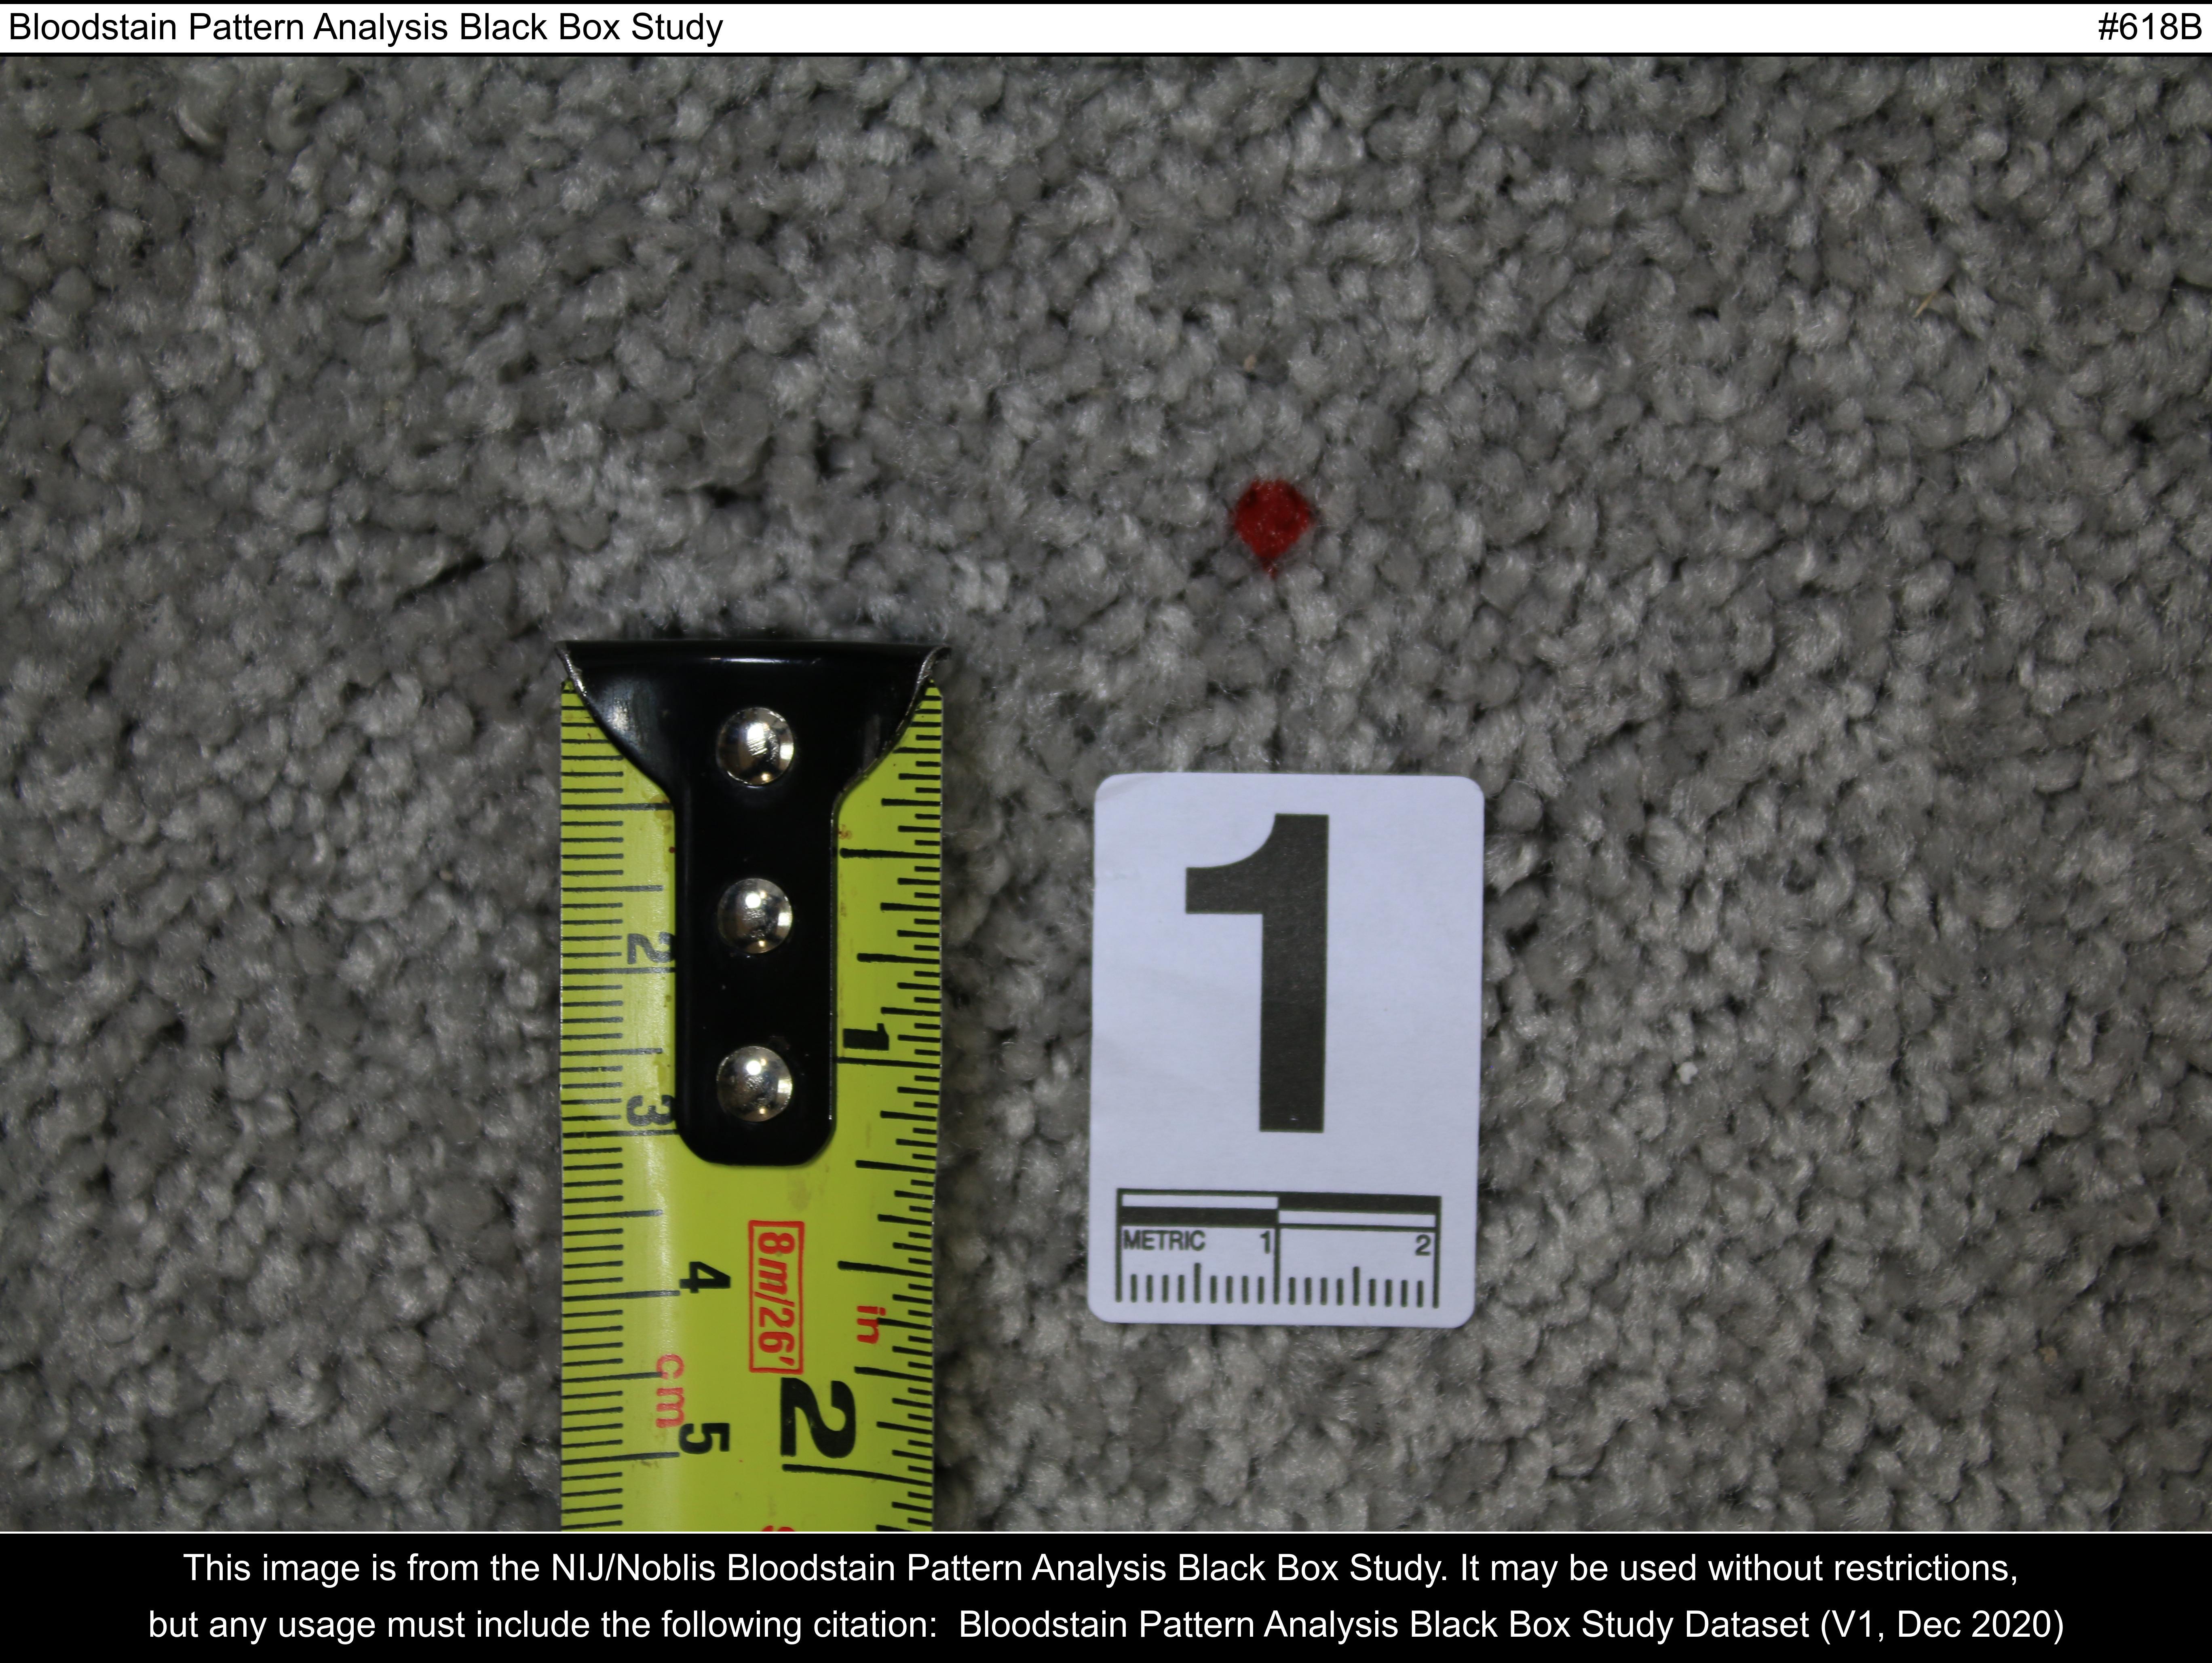 Bloodstain Pattern Analysis Black Box Study #618B
2
1
3
8m/26'
4
in
cm
2
5
1
METRIC 1 2
This image is from the NIJ/Noblis Bloodstain Pattern Analysis Black Box Study. It may be used without restrictions,
but any usage must include the following citation: Bloodstain Pattern Analysis Black Box Study Dataset (V1, Dec 2020)